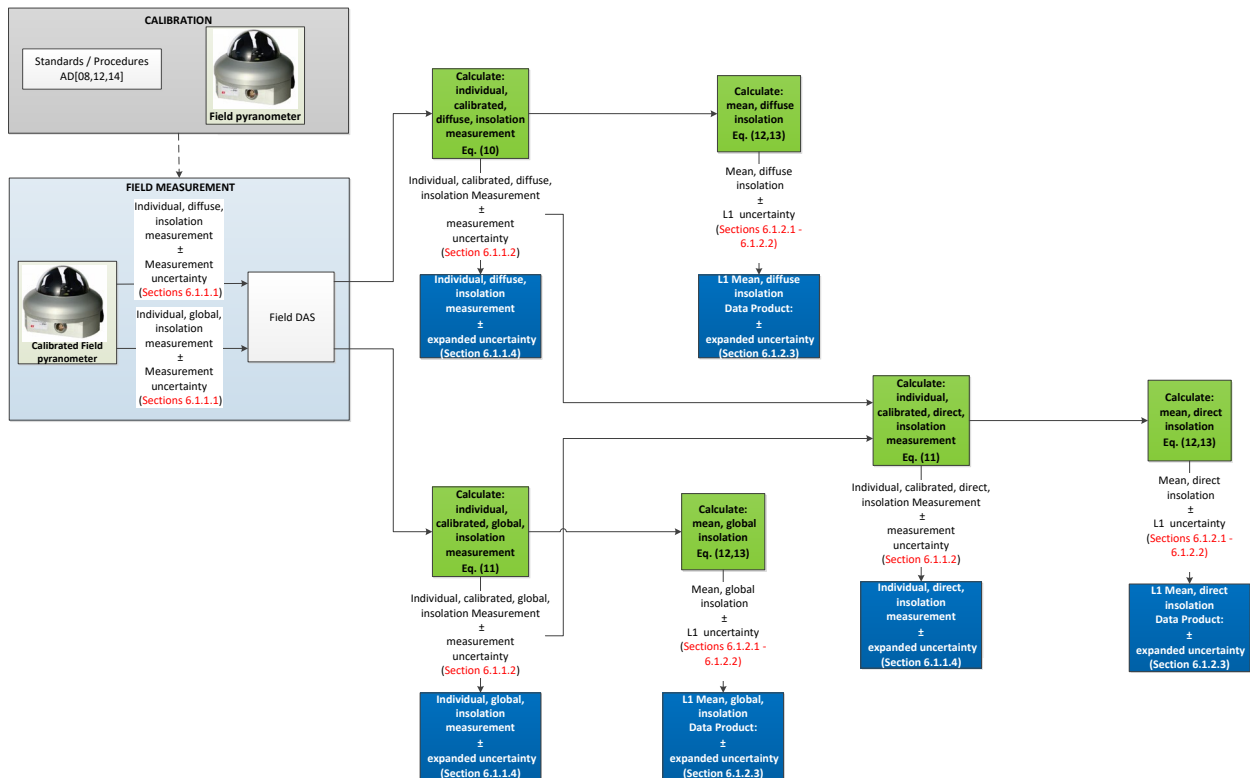 CALIBRATION
Standards / Procedures
AD[08,12,14]
Field pyranometer
FIELD MEASUREMENT
Individual, diffuse,
insolation
measurement
±
Measurement
uncertainty
(Sections 6.1.1.1)
Individual, global,
insolation
measurement
±
Measurement
uncertainty
(Sections 6.1.1.1)
Calibrated Field
pyranometer
Field DAS
Calculate:
individual,
calibrated,
diffuse, insolation
measurement
Eq. (10)
Individual, calibrated, diffuse,
insolation Measurement
±
measurement
uncertainty
(Section 6.1.1.2)
Individual, diffuse,
insolation
measurement
±
expanded uncertainty
(Section 6.1.1.4)
Calculate:
mean, diffuse
insolation
Eq. (12,13)
Mean, diffuse
insolation
±
L1 uncertainty
(Sections 6.1.2.1 -
6.1.2.2)
L1 Mean, diffuse
insolation
Data Product:
±
expanded uncertainty
(Section 6.1.2.3)
Calculate:
individual,
calibrated, global,
insolation
measurement
Eq. (11)
Individual, calibrated, global,
insolation Measurement
±
measurement
uncertainty
(Section 6.1.1.2)
Individual, global,
insolation
measurement
±
expanded uncertainty
(Section 6.1.1.4)
Calculate:
mean, global
insolation
Eq. (12,13)
Mean, global
insolation
±
L1 uncertainty
(Sections 6.1.2.1 -
6.1.2.2)
L1 Mean, global,
insolation
Data Product:
±
expanded uncertainty
(Section 6.1.2.3)
Calculate:
individual,
calibrated, direct,
insolation
measurement
Eq. (11)
Individual, calibrated, direct,
insolation Measurement
±
measurement
uncertainty
(Section 6.1.1.2)
Individual, direct,
insolation
measurement
±
expanded uncertainty
(Section 6.1.1.4)
Calculate:
mean, direct
insolation
Eq. (12,13)
Mean, direct
insolation
±
L1 uncertainty
(Sections 6.1.2.1 -
6.1.2.2)
L1 Mean, direct
insolation
Data Product:
±
expanded uncertainty
(Section 6.1.2.3)